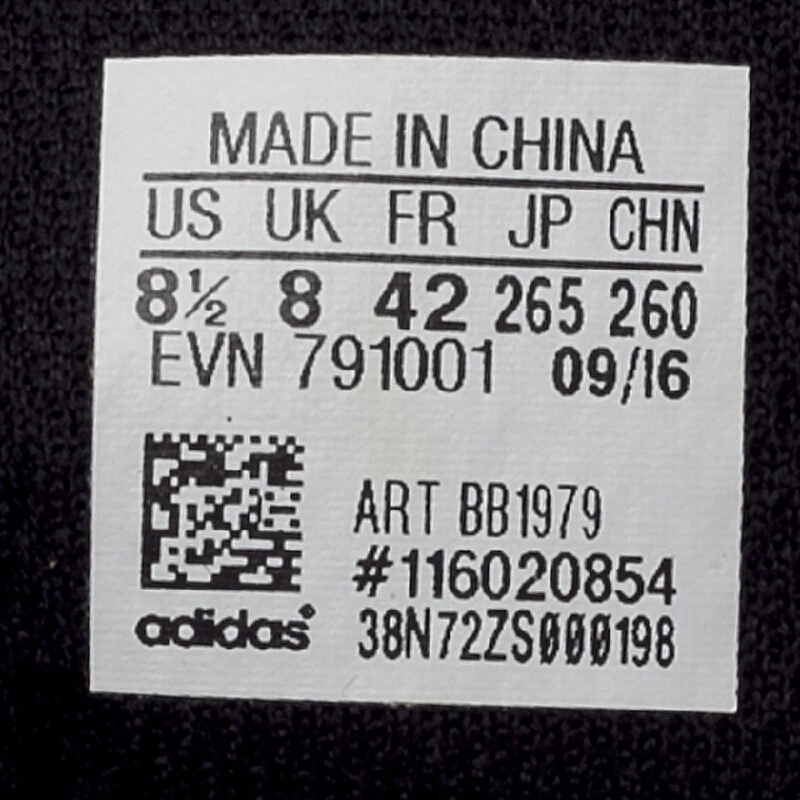 MADE IN CHINA
US UK FR JP CHN
8½ 8 42 265 260
EVN 791001 09/16
ART BB1979
#116020854
adidas
38N72ZS000198